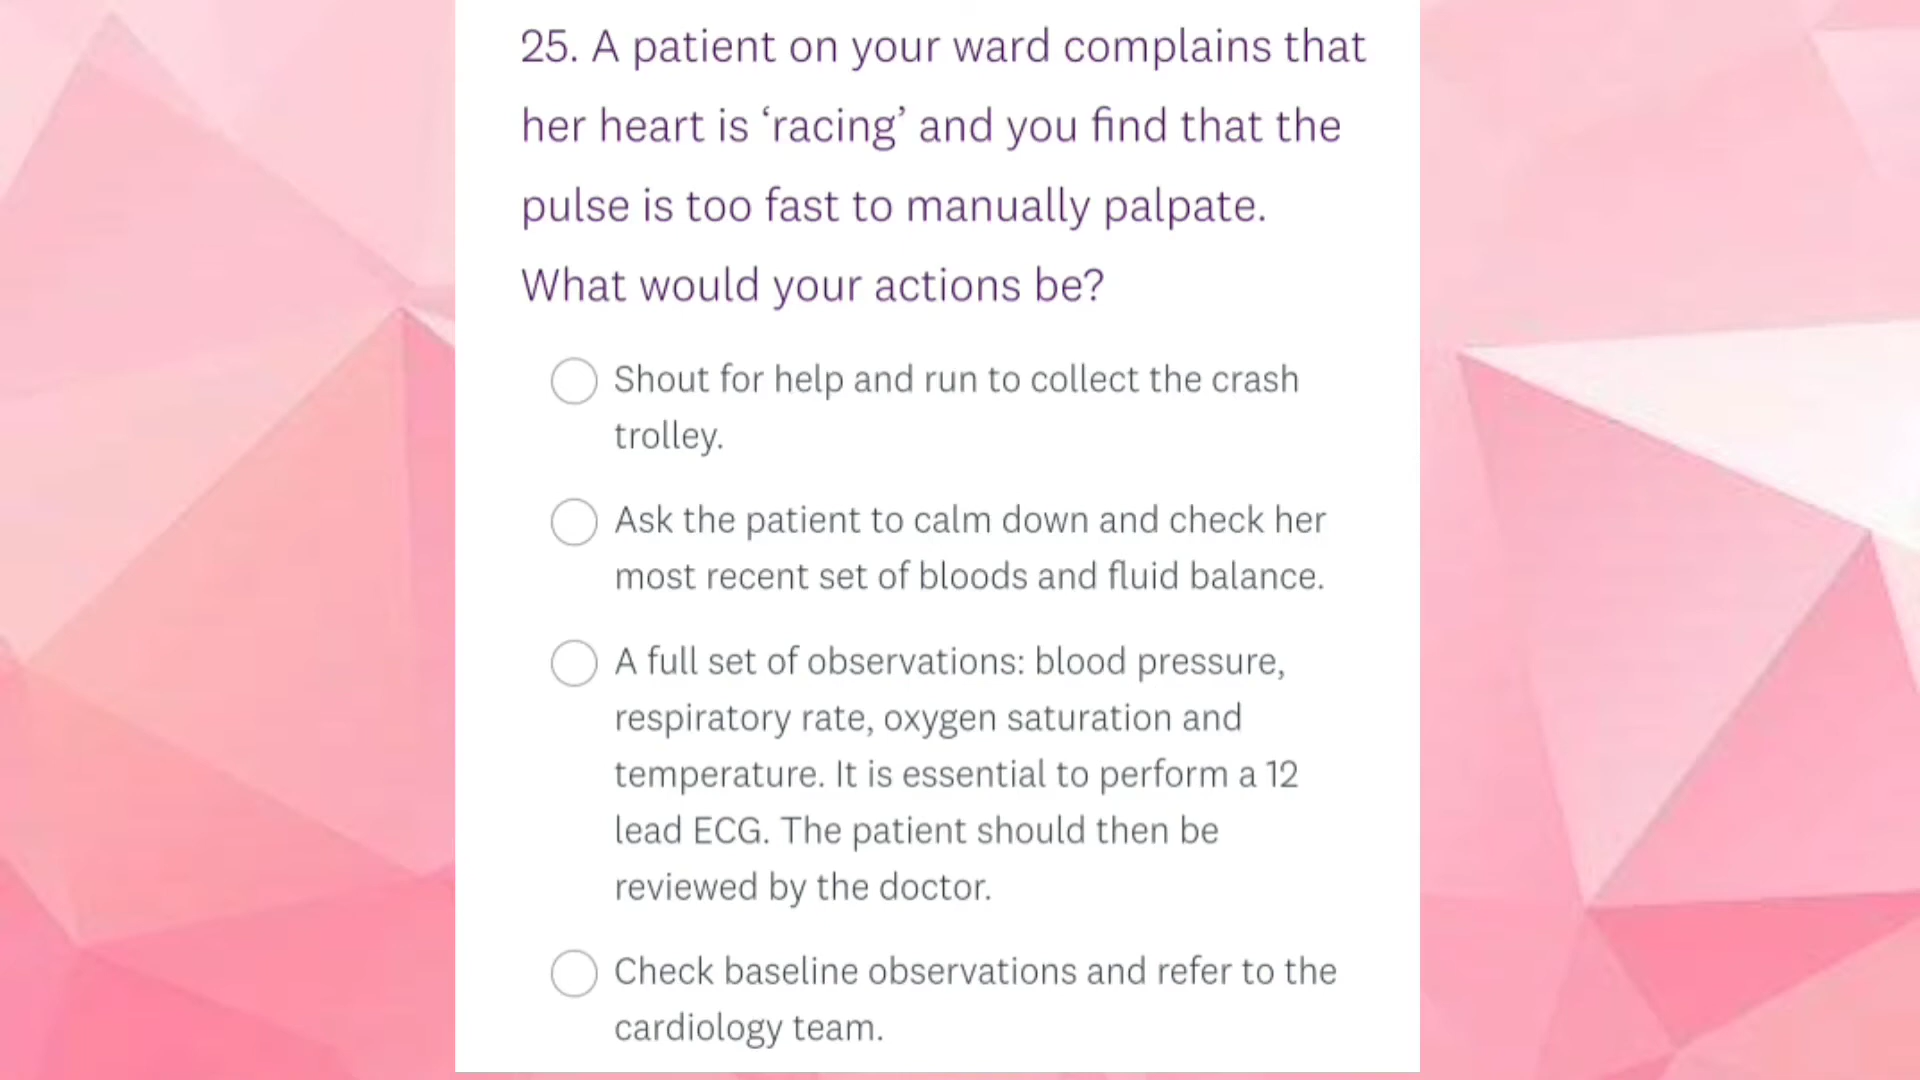 25. A patient on your ward complains that
her heart is ‘racing’ and you find that the
pulse is too fast to manually palpate.
What would your actions be?
Shout for help and run to collect the crash
trolley.
Ask the patient to calm down and check her
most recent set of bloods and fluid balance.
A full set of observations: blood pressure,
respiratory rate, oxygen saturation and
temperature. It is essential to perform a 12
lead ECG. The patient should then be
reviewed by the doctor.
Check baseline observations and refer to the
cardiology team.